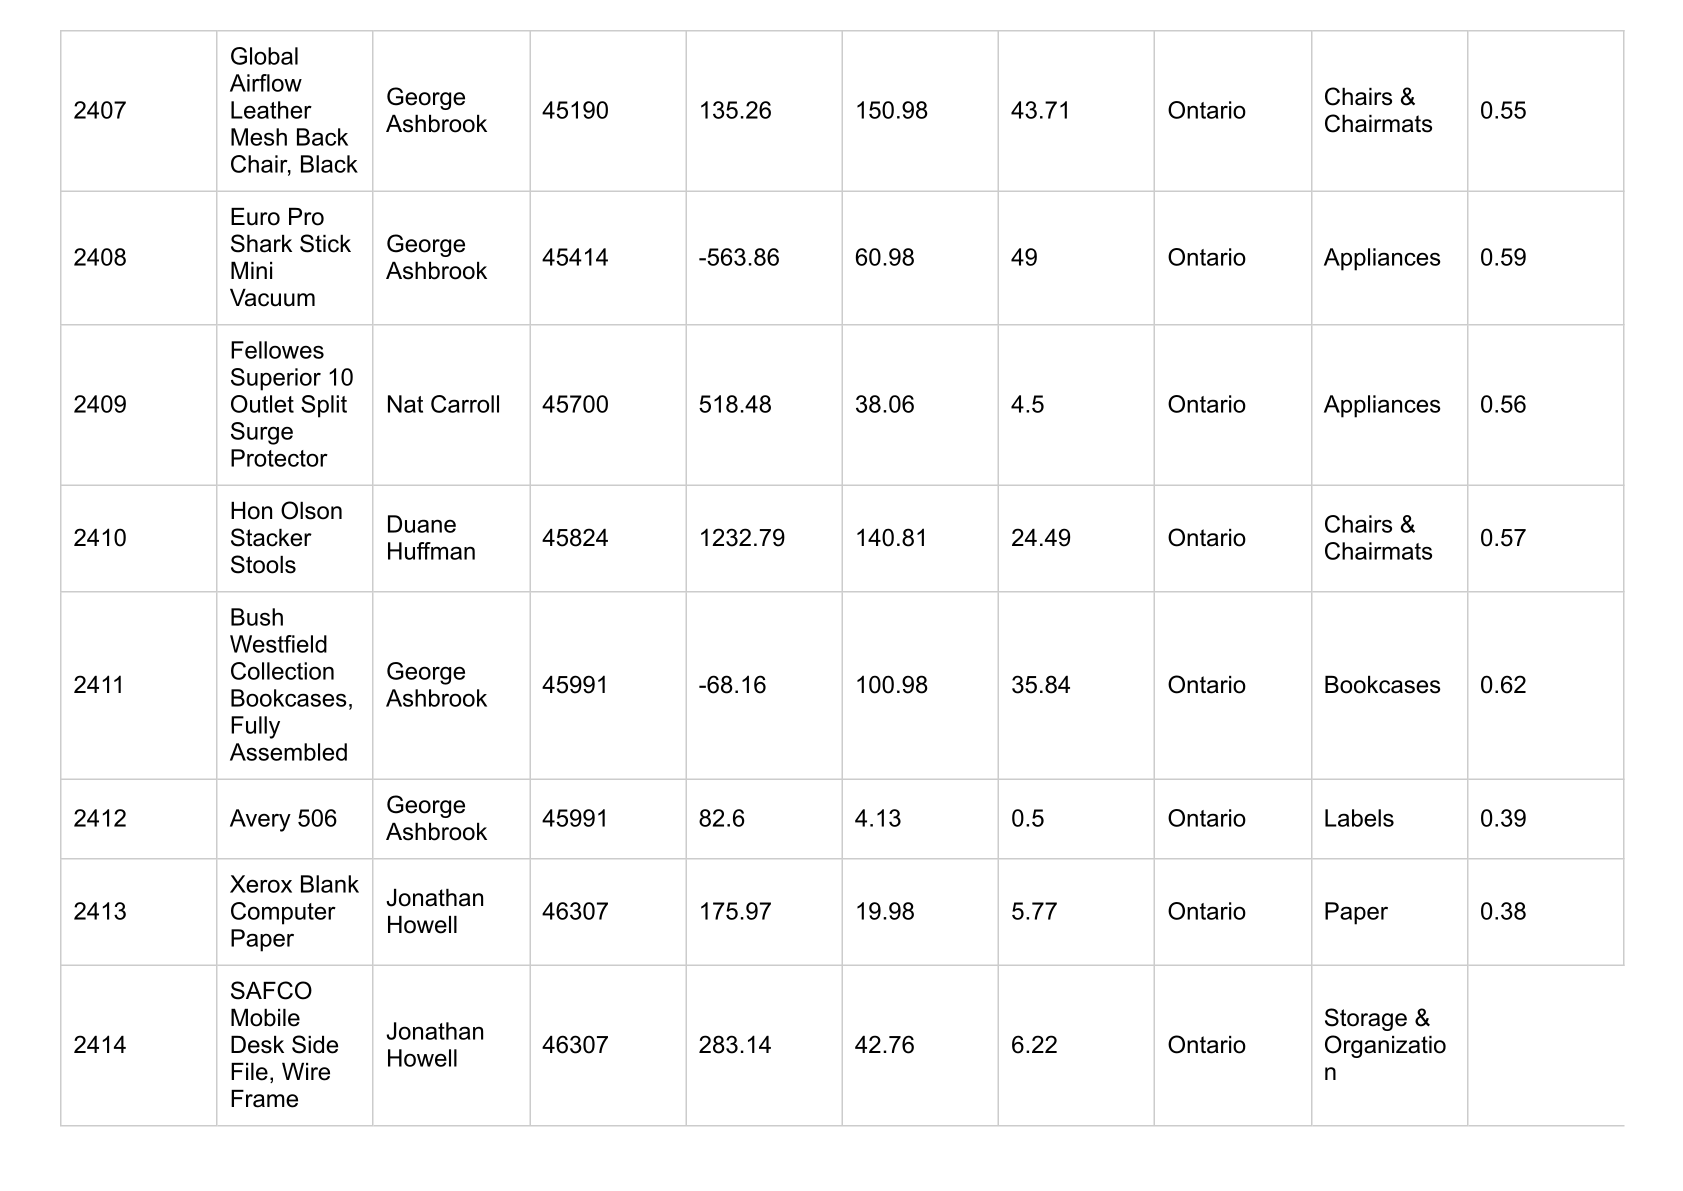 2407 Global Airflow Leather Mesh Back Chair, Black George Ashbrook 45190 135.26 150.98 43.71 Ontario Chairs & Chairmats 0.55
2408 Euro Pro Shark Stick Mini Vacuum George Ashbrook 45414 -563.86 60.98 49 Ontario Appliances 0.59
2409 Fellowes Superior 10 Outlet Split Surge Protector Nat Carroll 45700 518.48 38.06 4.5 Ontario Appliances 0.56
2410 Hon Olson Stacker Stools Duane Huffman 45824 1232.79 140.81 24.49 Ontario Chairs & Chairmats 0.57
2411 Bush Westfield Collection Bookcases, Fully Assembled George Ashbrook 45991 -68.16 100.98 35.84 Ontario Bookcases 0.62
2412 Avery 506 George Ashbrook 45991 82.6 4.13 0.5 Ontario Labels 0.39
2413 Xerox Blank Computer Paper Jonathan Howell 46307 175.97 19.98 5.77 Ontario Paper 0.38
2414 SAFCO Mobile Desk Side File, Wire Frame Jonathan Howell 46307 283.14 42.76 6.22 Ontario Storage & Organization